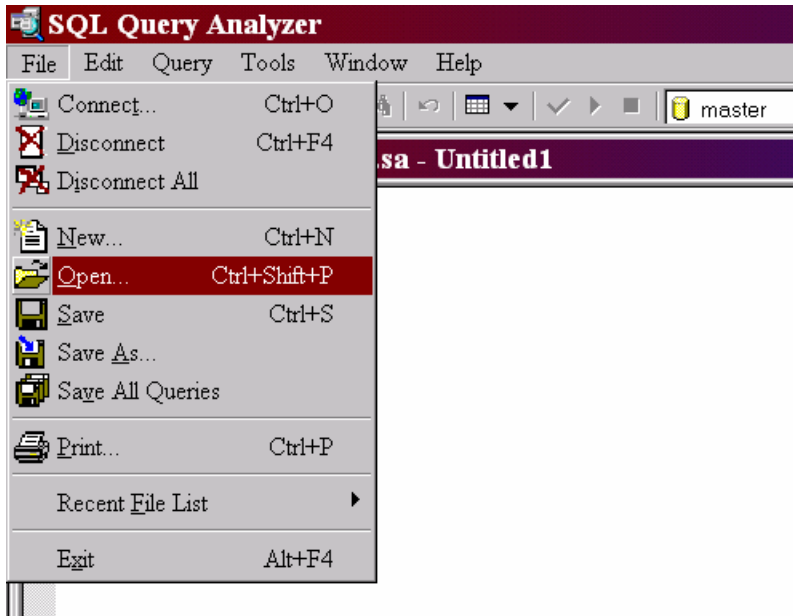 SQL Query Analyzer
File Edit Query Tools Window Help
Connect... Ctrl+O
master
Disconnect Ctrl+F4
.sa - Untitled1
Disconnect All
New... Ctrl+N
Open... Ctrl+Shift+P
Save Ctrl+S
Save As...
Save All Queries
Print... Ctrl+P
Recent File List
Exit Alt+F4